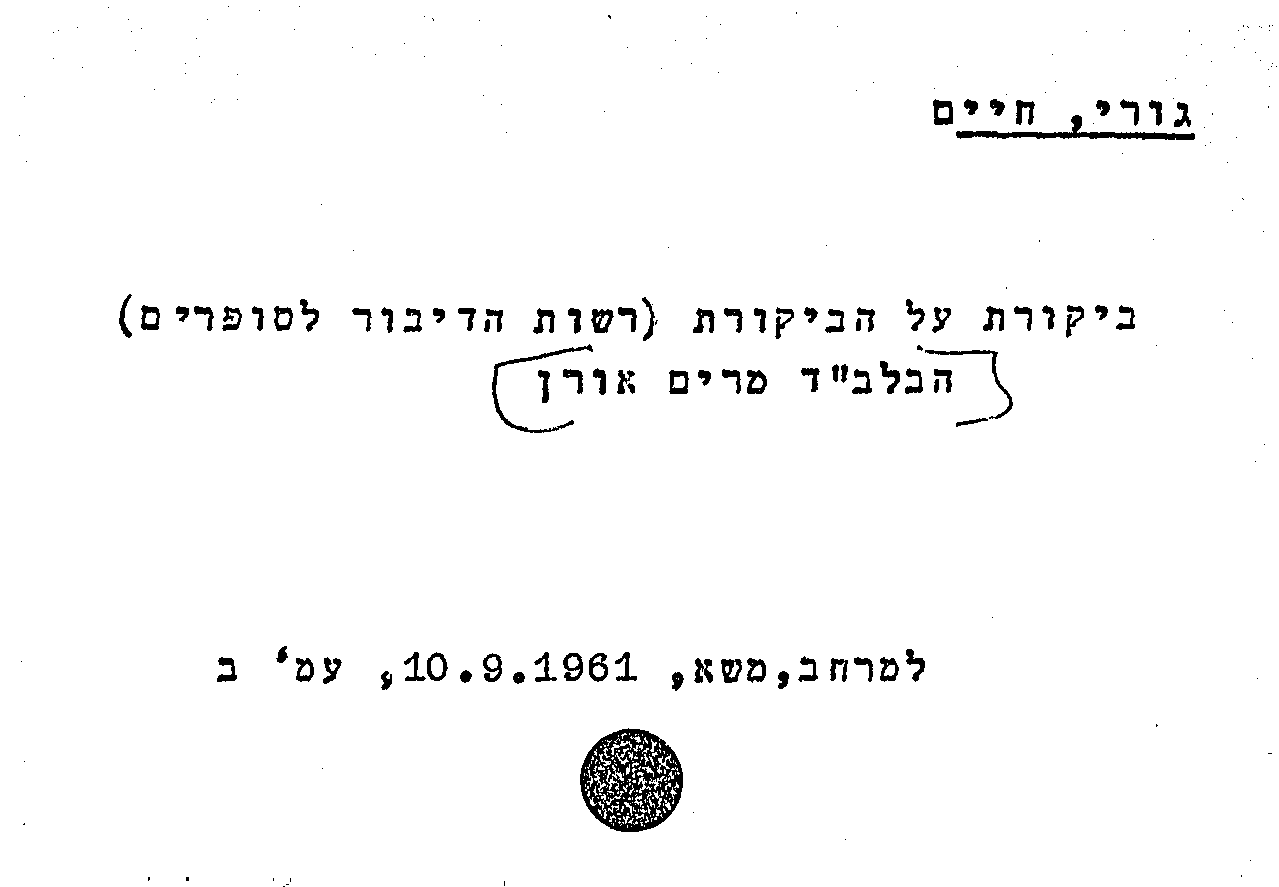 גורי, חיים
ביקורת על הביקורת (רשות הדיבור לסופרים)
הבלב"ד מרים אורן
למרחב,משא, 10.9.1961, עמ' ב